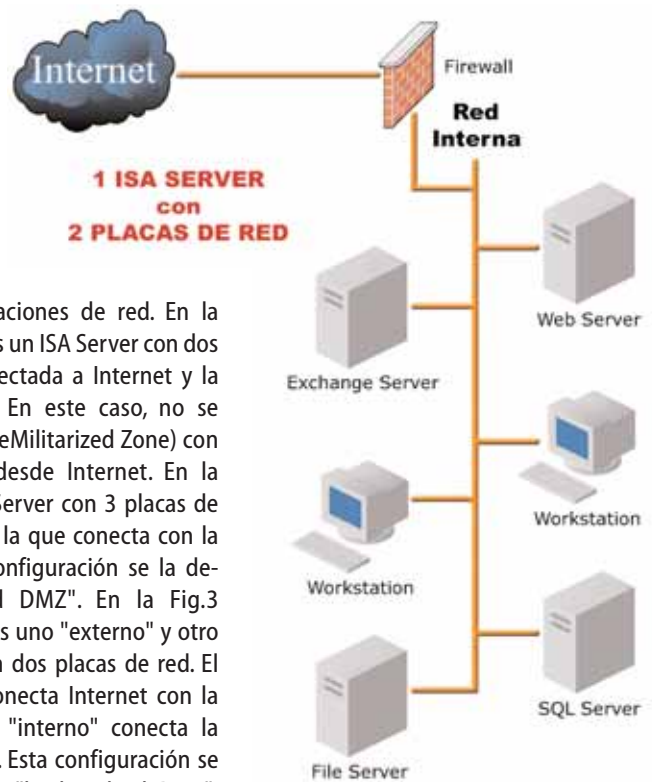 Internet
Firewall
Red
Interna
1 ISA SERVER
con
2 PLACAS DE RED
Web Server
Exchange Server
Workstation
Workstation
SQL Server
File Server
aciones de red. En la
s un ISA Server con dos
ectada a Internet y la
En este caso, no se
eMilitarized Zone) con
desde Internet. En la
Server con 3 placas de
la que conecta con la
onfiguración se la de-
l DMZ". En la Fig.3
s uno "externo" y otro
n dos placas de red. El
onecta Internet con la
"interno" conecta la
. Esta configuración se